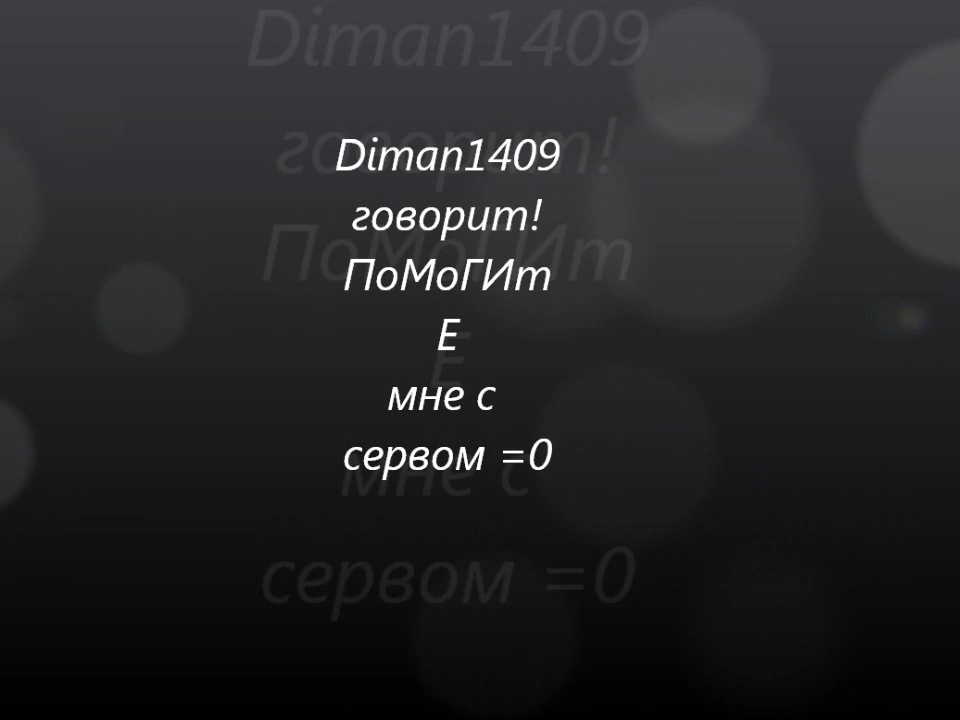 Diman1409
говорит!
ПоМоГИт
Е
мне с
сервом =0